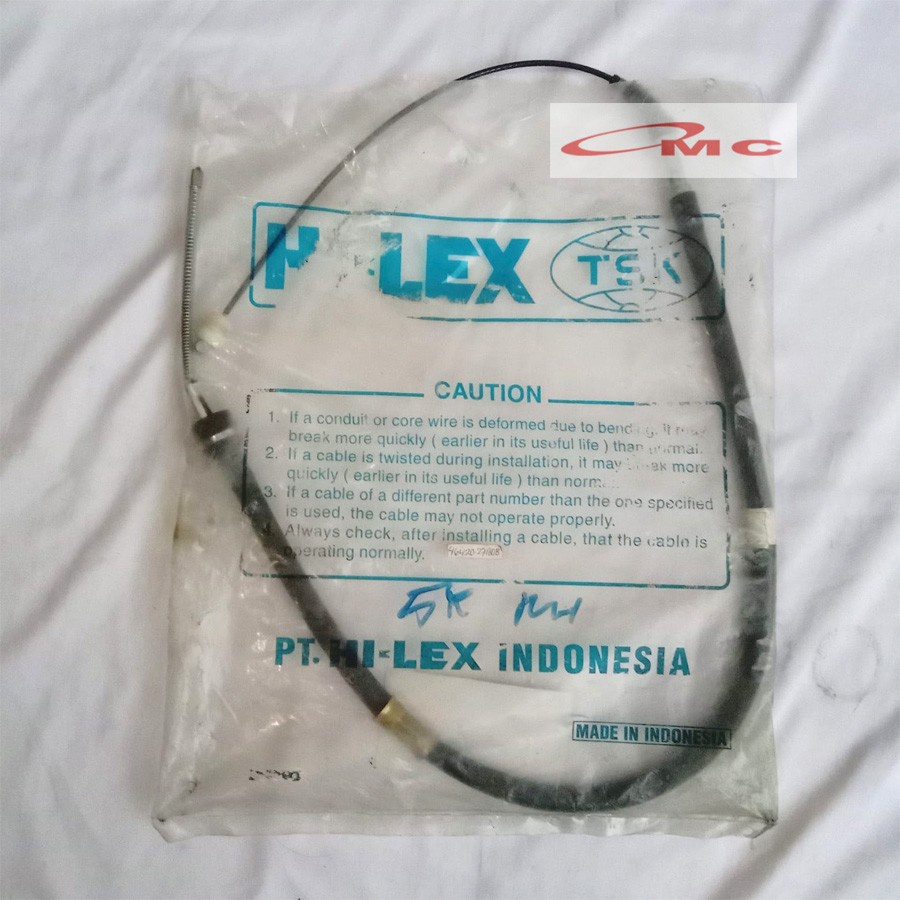 OMC
HI-LEX TSK
CAUTION
1. If a conduit or core wire is deformed due to bending, it may
break more quickly ( earlier in its useful life ) than normal.
2. If a cable is twisted during installation, it may break more
quickly ( earlier in its useful life ) than norm
3. If a cable of a different part number than the one specified
is used, the cable may not operate properly.
4. Always check, after installing a cable, that the cable is
operating normally.
5K
PT. HI-LEX INDONESIA
MADE IN INDONESIA